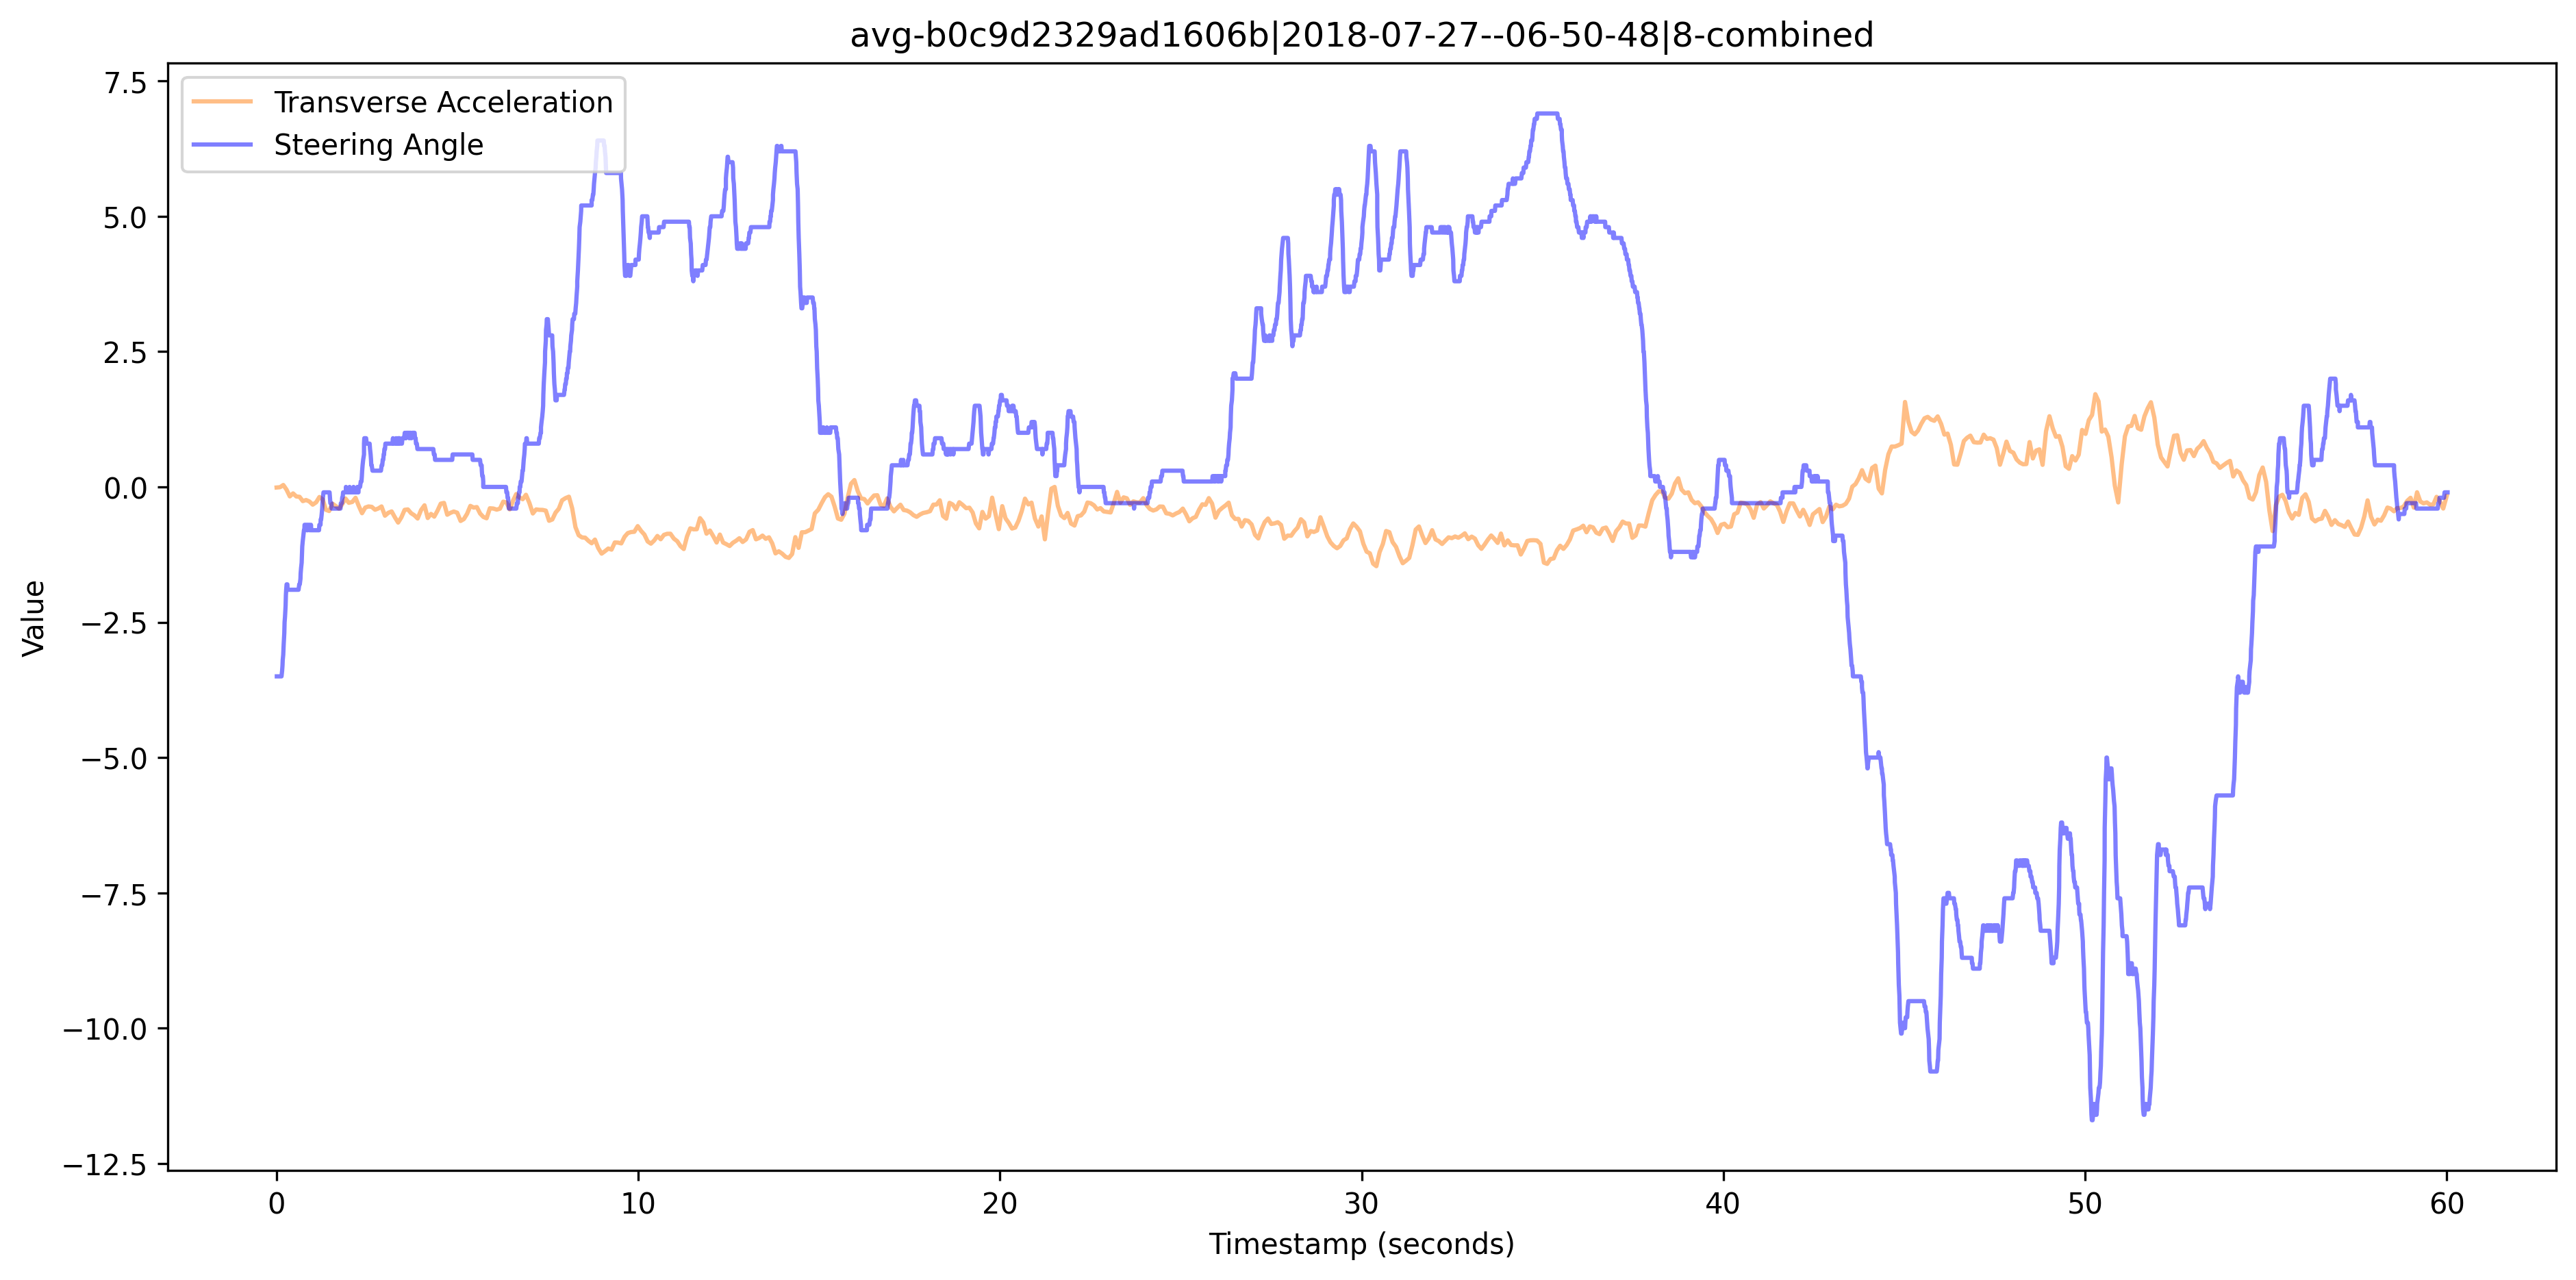 avg-b0c9d2329ad1606b|2018-07-27--06-50-48|8-combined
Transverse Acceleration
Steering Angle
7.5
5.0
2.5
0.0
−2.5
−5.0
−7.5
−10.0
−12.5
Value
0 10 20 30 40 50 60
Timestamp (seconds)